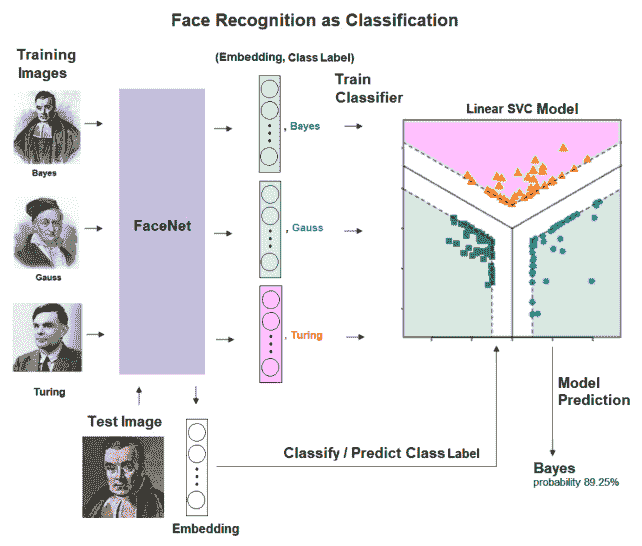 Face Recognition as Classification
Training
Images
(Embedding, Class Label)
Train
Classifier
Linear SVC Model
Bayes
, Bayes
FaceNet
Gauss
, Gauss
Turing
, Turing
Test Image
Embedding
Classify / Predict Class Label
Model
Prediction
Bayes
probability 89.25%